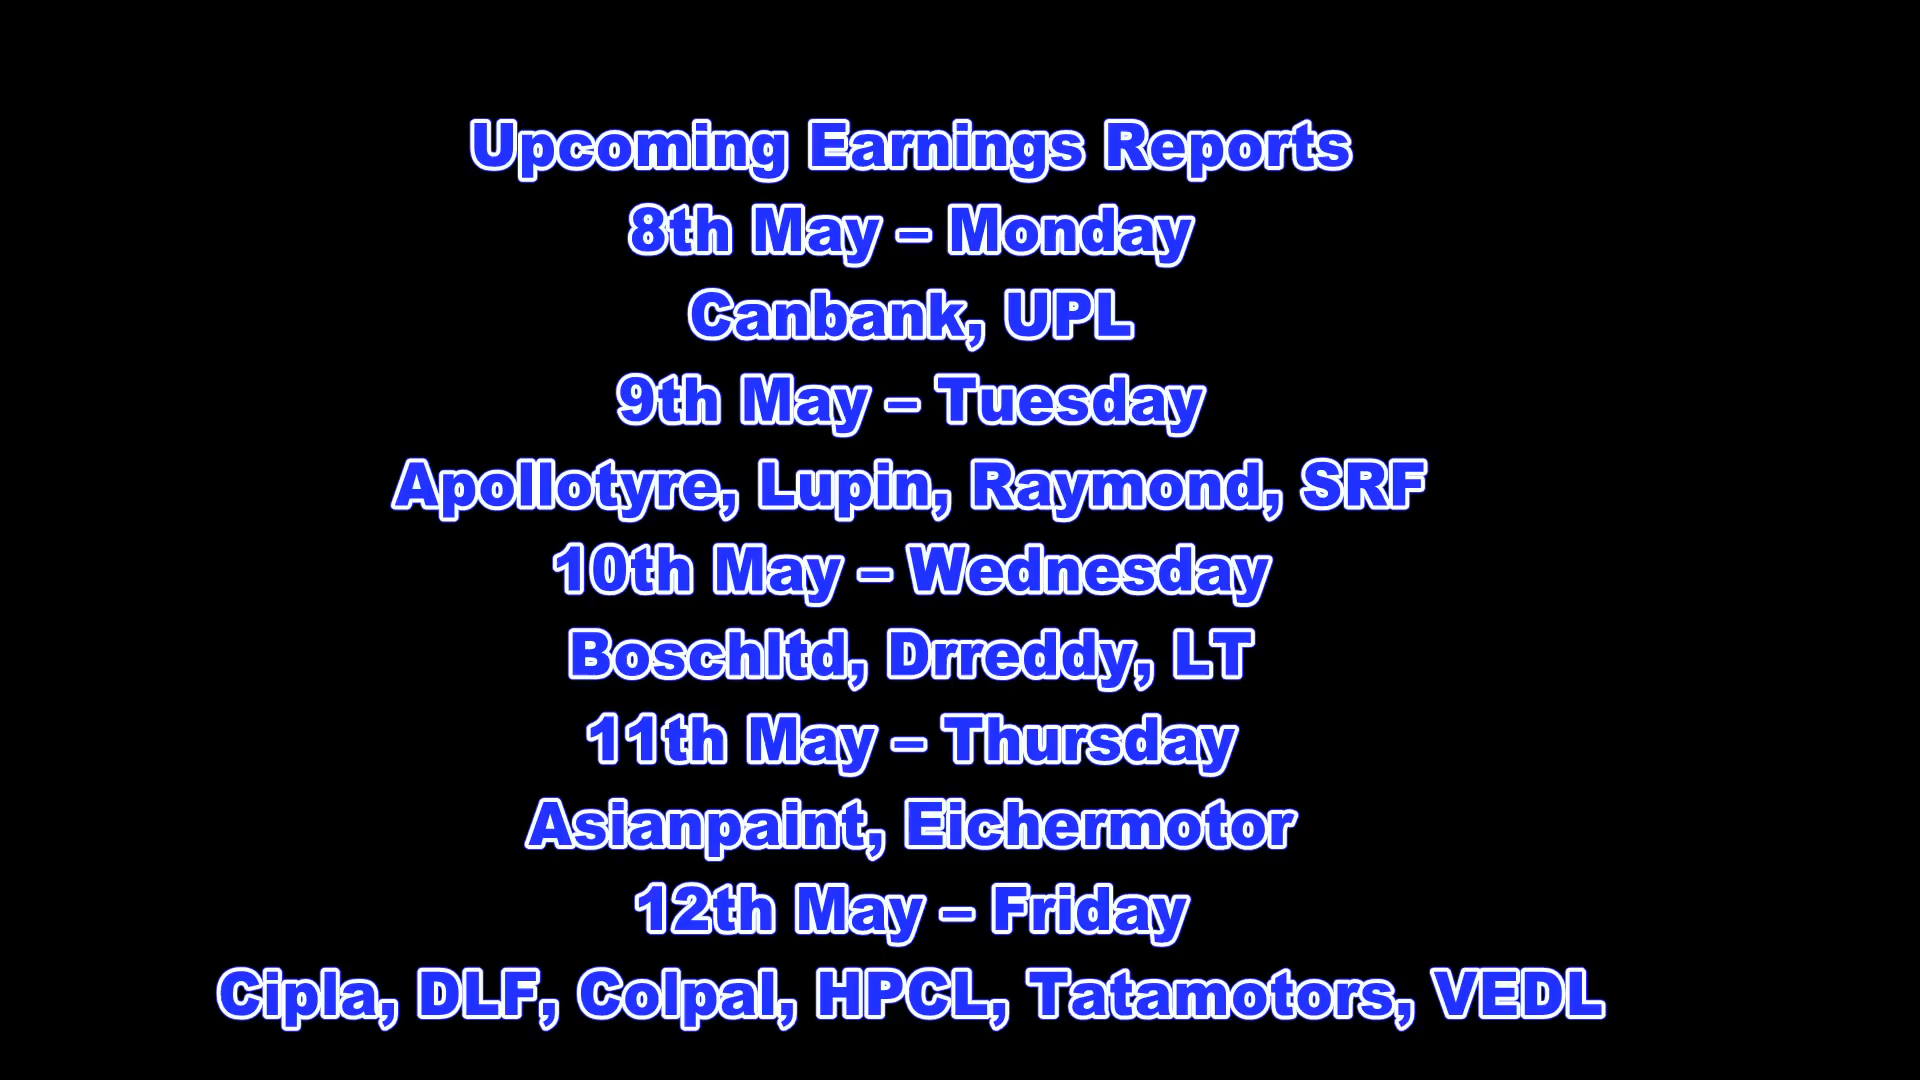 Upcoming Earnings Reports
8th May – Monday
Canbank, UPL
9th May – Tuesday
Apollotyre, Lupin, Raymond, SRF
10th May – Wednesday
Boschltd, Drreddy, LT
11th May – Thursday
Asianpaint, Eichermotor
12th May – Friday
Cipla, DLF, Colpal, HPCL, Tatamotors, VEDL